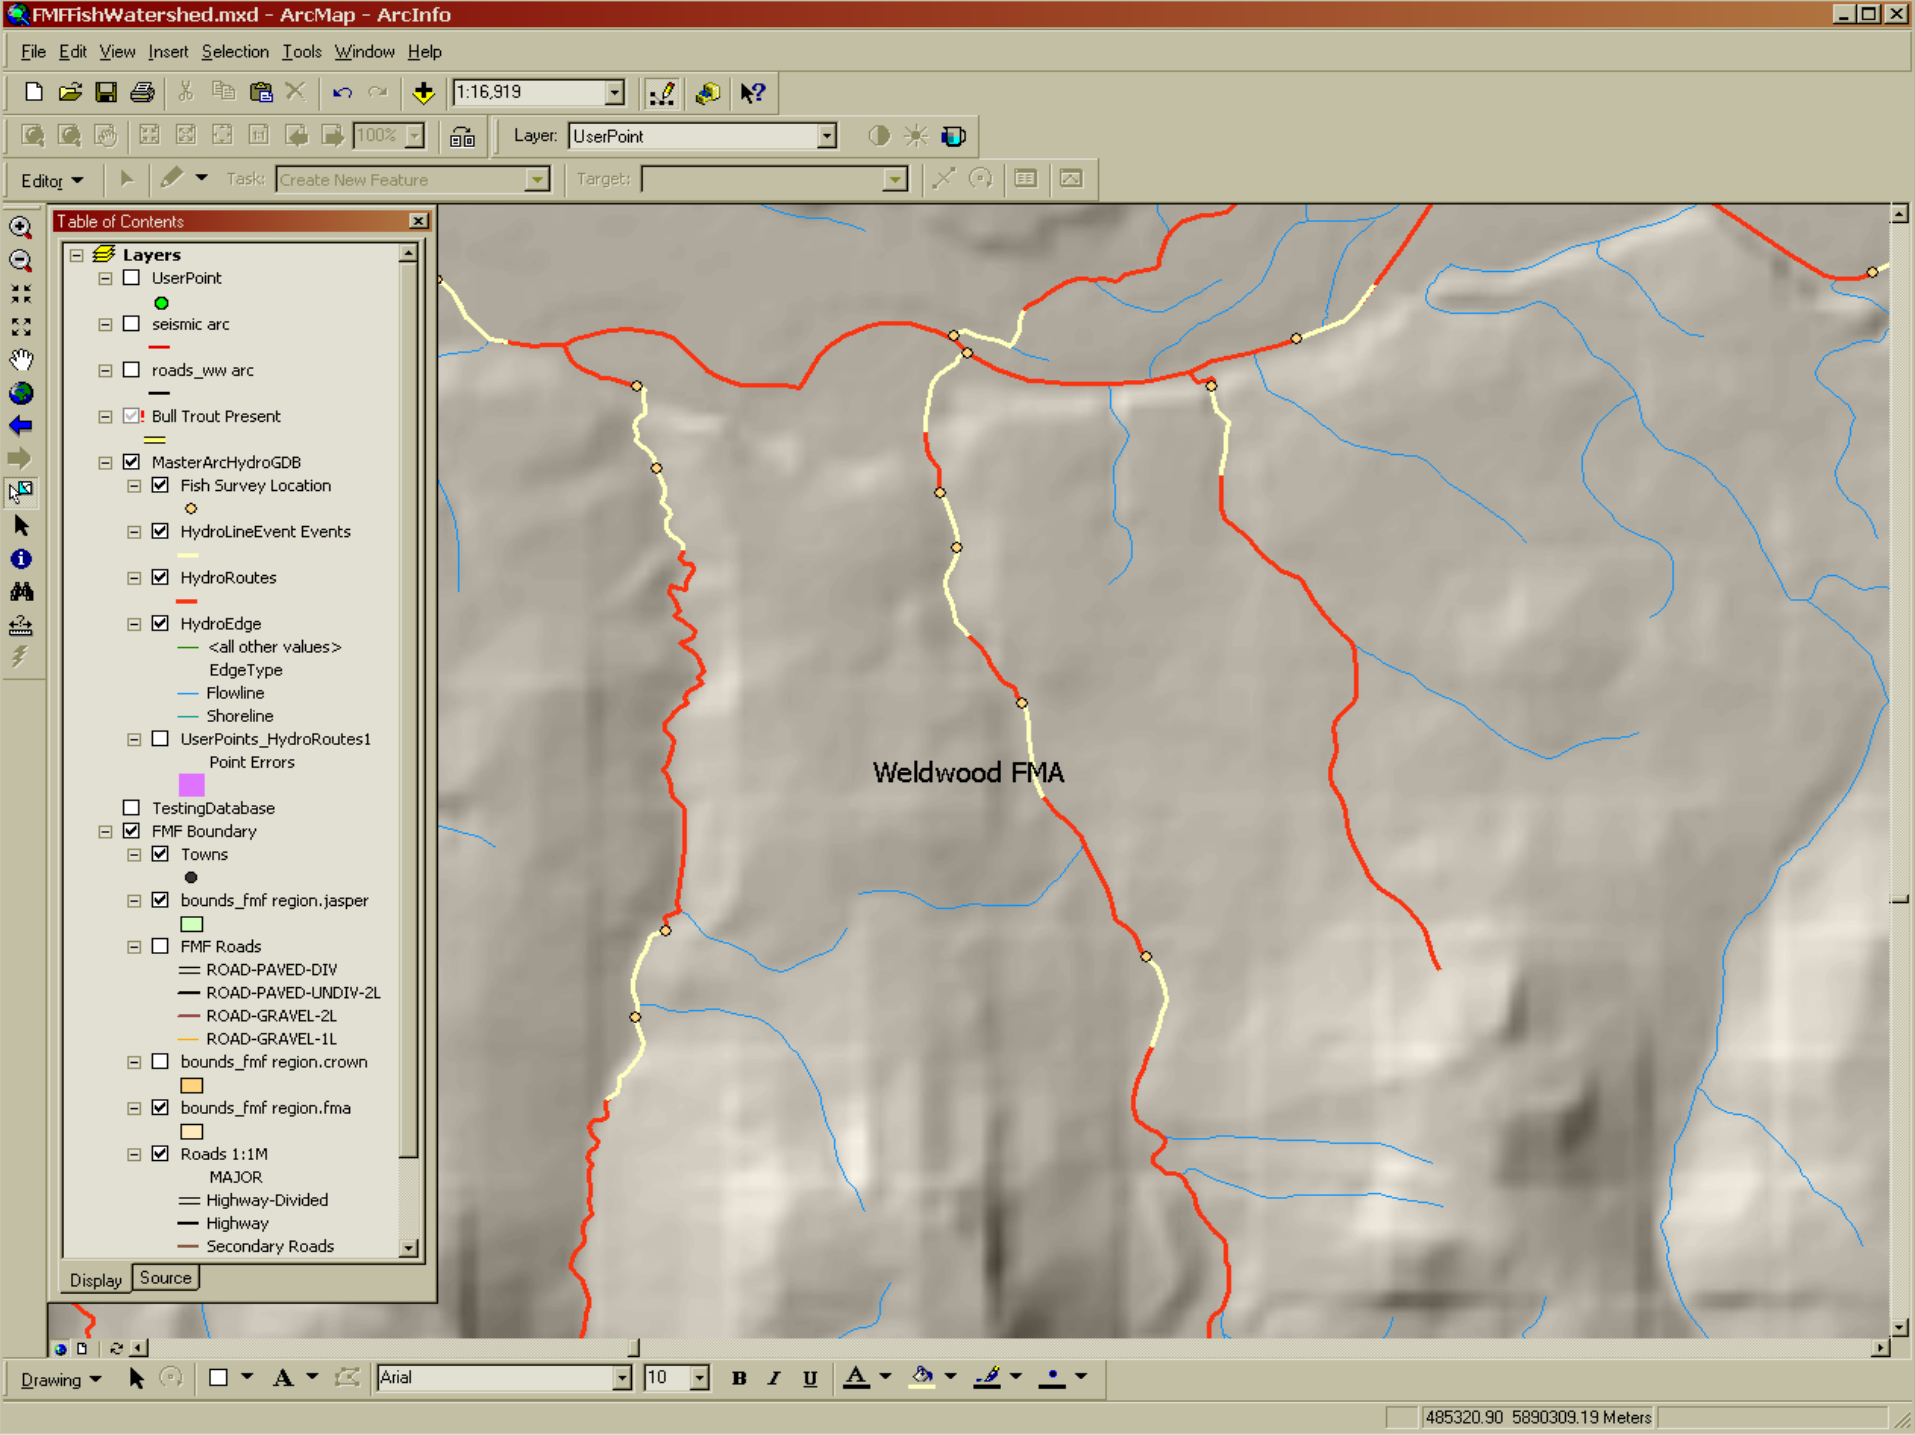 FMFFishWatershed.mxd - ArcMap - ArcInfo
File Edit View Insert Selection Tools Window Help
1:16,919
100% Layer: UserPoint
Editor Task: Create New Feature Target:
Table of Contents
Layers
UserPoint
seismic arc
roads_ww arc
! Bull Trout Present
MasterArcHydroGDB
Fish Survey Location
HydroLineEvent Events
HydroRoutes
HydroEdge
<all other values>
EdgeType
Flowline
Shoreline
UserPoints_HydroRoutes1
Point Errors
TestingDatabase
FMF Boundary
Towns
bounds_fmf region.jasper
FMF Roads
ROAD-PAVED-DIV
ROAD-PAVED-UNDIV-2L
ROAD-GRAVEL-2L
ROAD-GRAVEL-1L
bounds_fmf region.crown
bounds_fmf region.fma
Roads 1:1M
MAJOR
Highway-Divided
Highway
Secondary Roads
Display Source
Weldwood FMA
Drawing A Arial 10 B I U A
485320.90 5890309.19 Meters